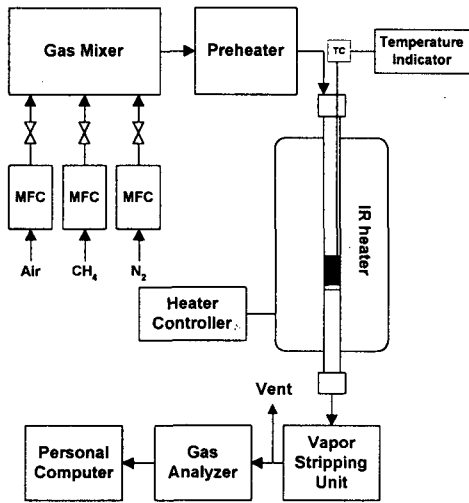 Gas Mixer
Preheater
TC
Temperature
Indicator
MFC
MFC
MFC
Air
CH₄
N₂
IR heater
Heater
Controller
Vent
Personal
Computer
Gas
Analyzer
Vapor
Stripping
Unit